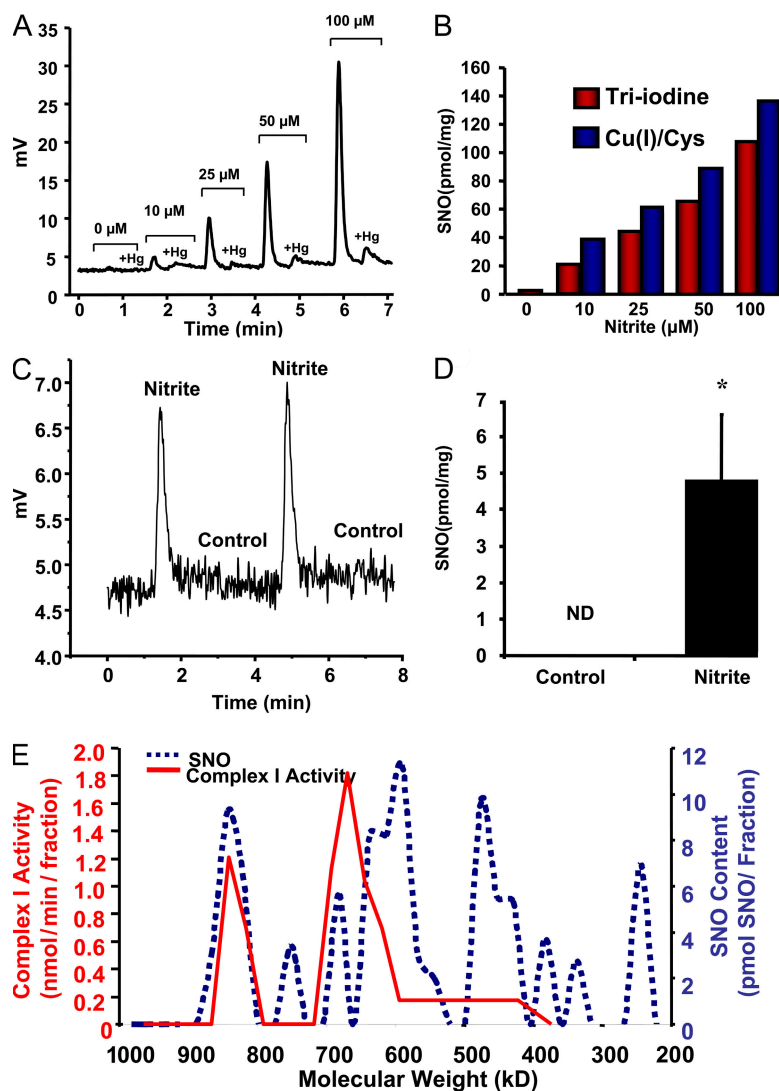 A
100 µM
50 µM
25 µM
10 µM
0 µM
+Hg
+Hg
+Hg
+Hg
+Hg
mV
35
30
25
20
15
10
5
0
0 1 2 3 4 5 6 7
Time (min)
B
Tri-iodine
Cu(I)/Cys
SNO(pmol/mg)
160
140
120
100
80
60
40
20
0
0 10 25 50 100
Nitrite (µM)
C
Nitrite
Nitrite
Control
Control
mV
7.0
6.5
6.0
5.5
5.0
4.5
4.0
0 2 4 6 8
Time (min)
D
*
ND
SNO(pmol/mg)
7
6
5
4
3
2
1
0
Control Nitrite
E
SNO
Complex I Activity
Complex I Activity
(nmol/min/fraction)
2.0
1.8
1.6
1.4
1.2
1.0
0.8
0.6
0.4
0.2
0
12
10
8
6
4
2
0
SNO Content
(pmol SNO/ Fraction)
1000 900 800 700 600 500 400 300 200
Molecular Weight (kD)